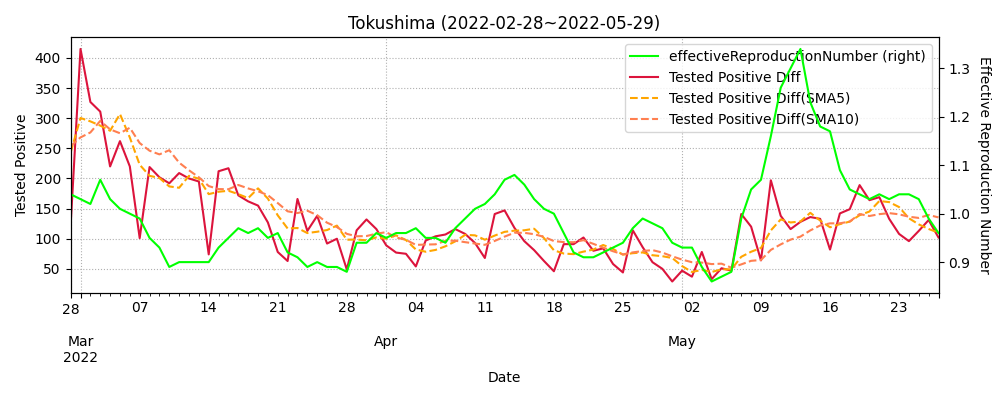 Tokushima (2022-02-28~2022-05-29)
effectiveReproductionNumber (right)
Tested Positive Diff
Tested Positive Diff(SMA5)
Tested Positive Diff(SMA10)
Tested Positive
400
350
300
250
200
150
100
50
1.3
1.2
1.1
1.0
0.9
Effective Reproduction Number
28 07 14 21 28 04 11 18 25 02 09 16 23
Mar Apr May
2022
Date